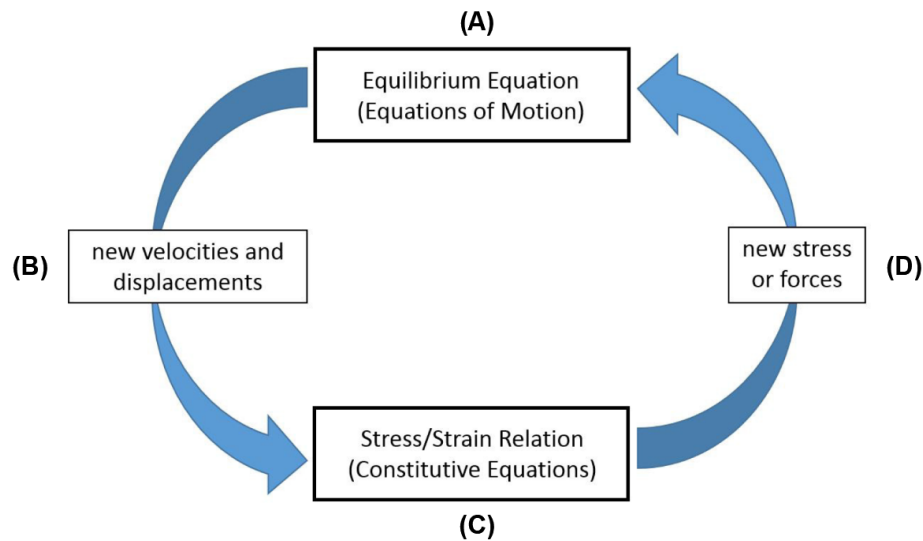 (A)
Equilibrium Equation
(Equations of Motion)
(B)
new velocities and
displacements
new stress
or forces
(D)
Stress/Strain Relation
(Constitutive Equations)
(C)